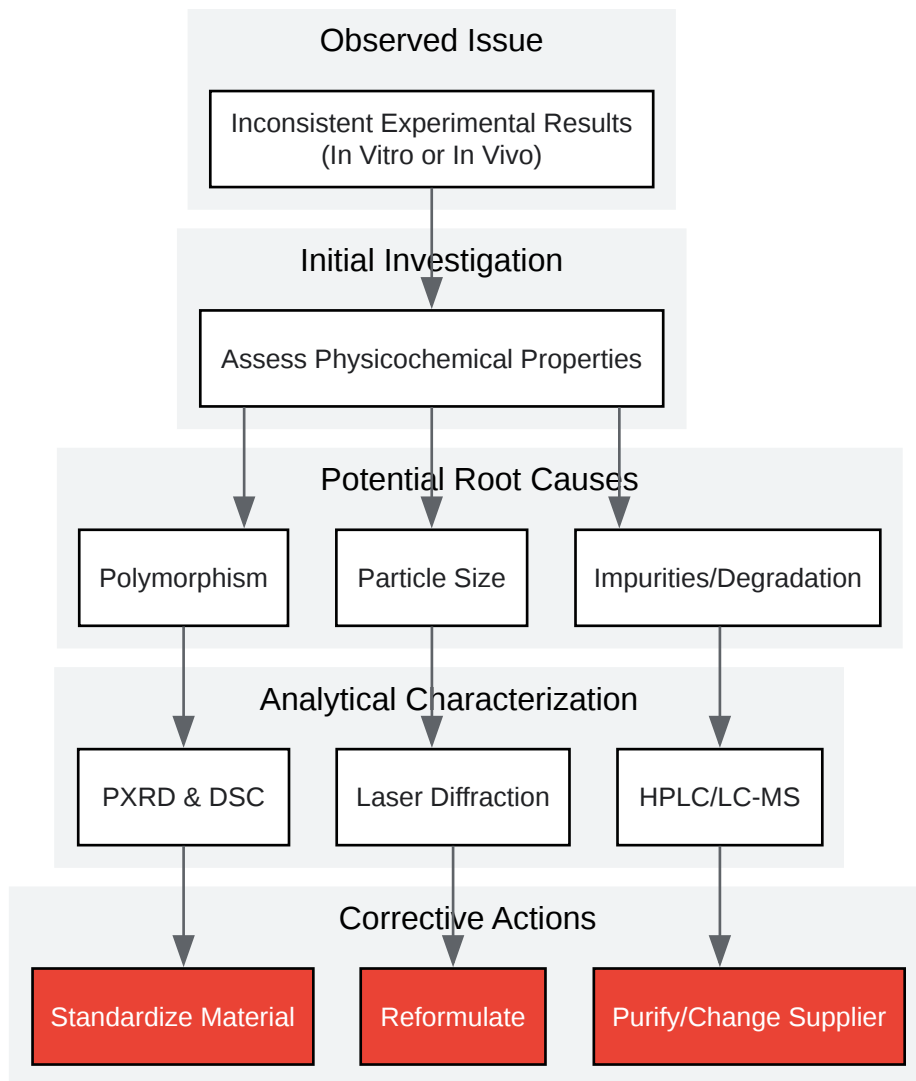 Observed Issue
Inconsistent Experimental Results
(In Vitro or In Vivo)
Initial Investigation
Assess Physicochemical Properties
Potential Root Causes
Polymorphism
Particle Size
Impurities/Degradation
Analytical Characterization
PXRD & DSC
Laser Diffraction
HPLC/LC-MS
Corrective Actions
Standardize Material
Reformulate
Purify/Change Supplier